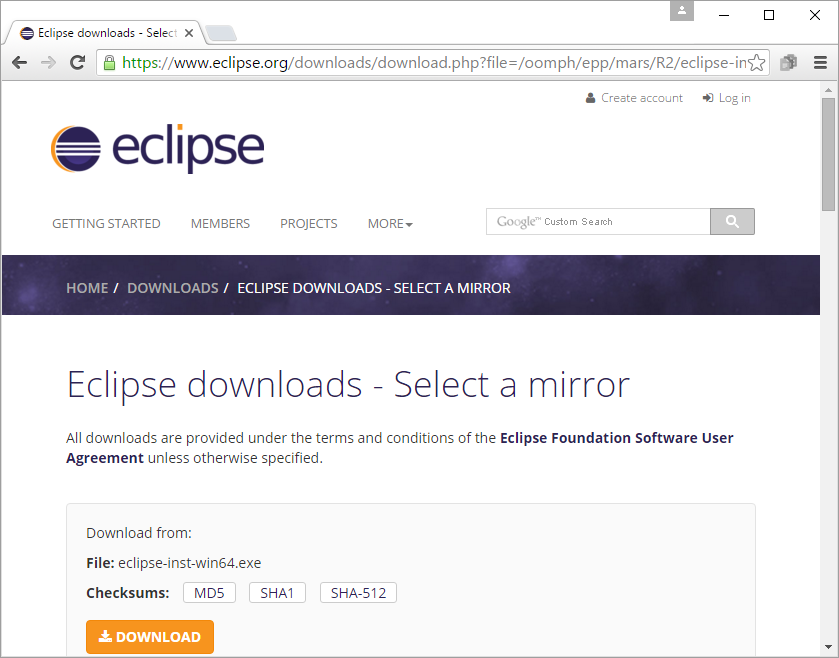 Eclipse downloads - Select
https://www.eclipse.org/downloads/download.php?file=/oomph/epp/mars/R2/eclipse-in
Create account Log in
eclipse
GETTING STARTED MEMBERS PROJECTS MORE
Google™ Custom Search
HOME / DOWNLOADS / ECLIPSE DOWNLOADS - SELECT A MIRROR
Eclipse downloads - Select a mirror
All downloads are provided under the terms and conditions of the Eclipse Foundation Software User
Agreement unless otherwise specified.
Download from:
File: eclipse-inst-win64.exe
Checksums: MD5 SHA1 SHA-512
DOWNLOAD